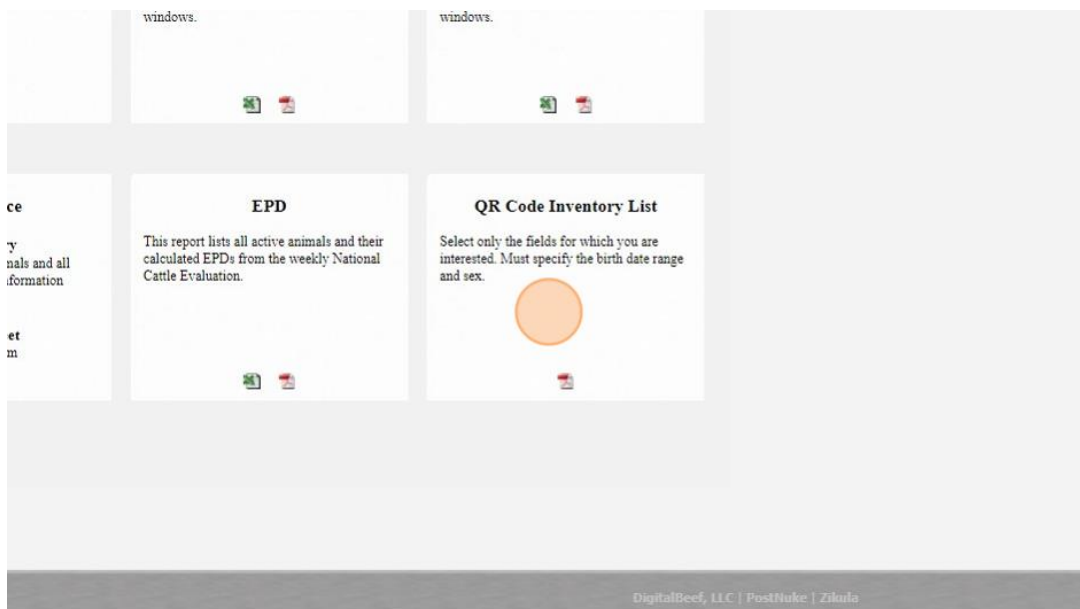 windows.
windows.
ce
EPD
QR Code Inventory List
ry
nals and all
formation
This report lists all active animals and their
calculated EPDs from the weekly National
Cattle Evaluation.
Select only the fields for which you are
interested. Must specify the birth date range
and sex.
et
m
DigitalBeef, LLC | PostNuke | Zikula